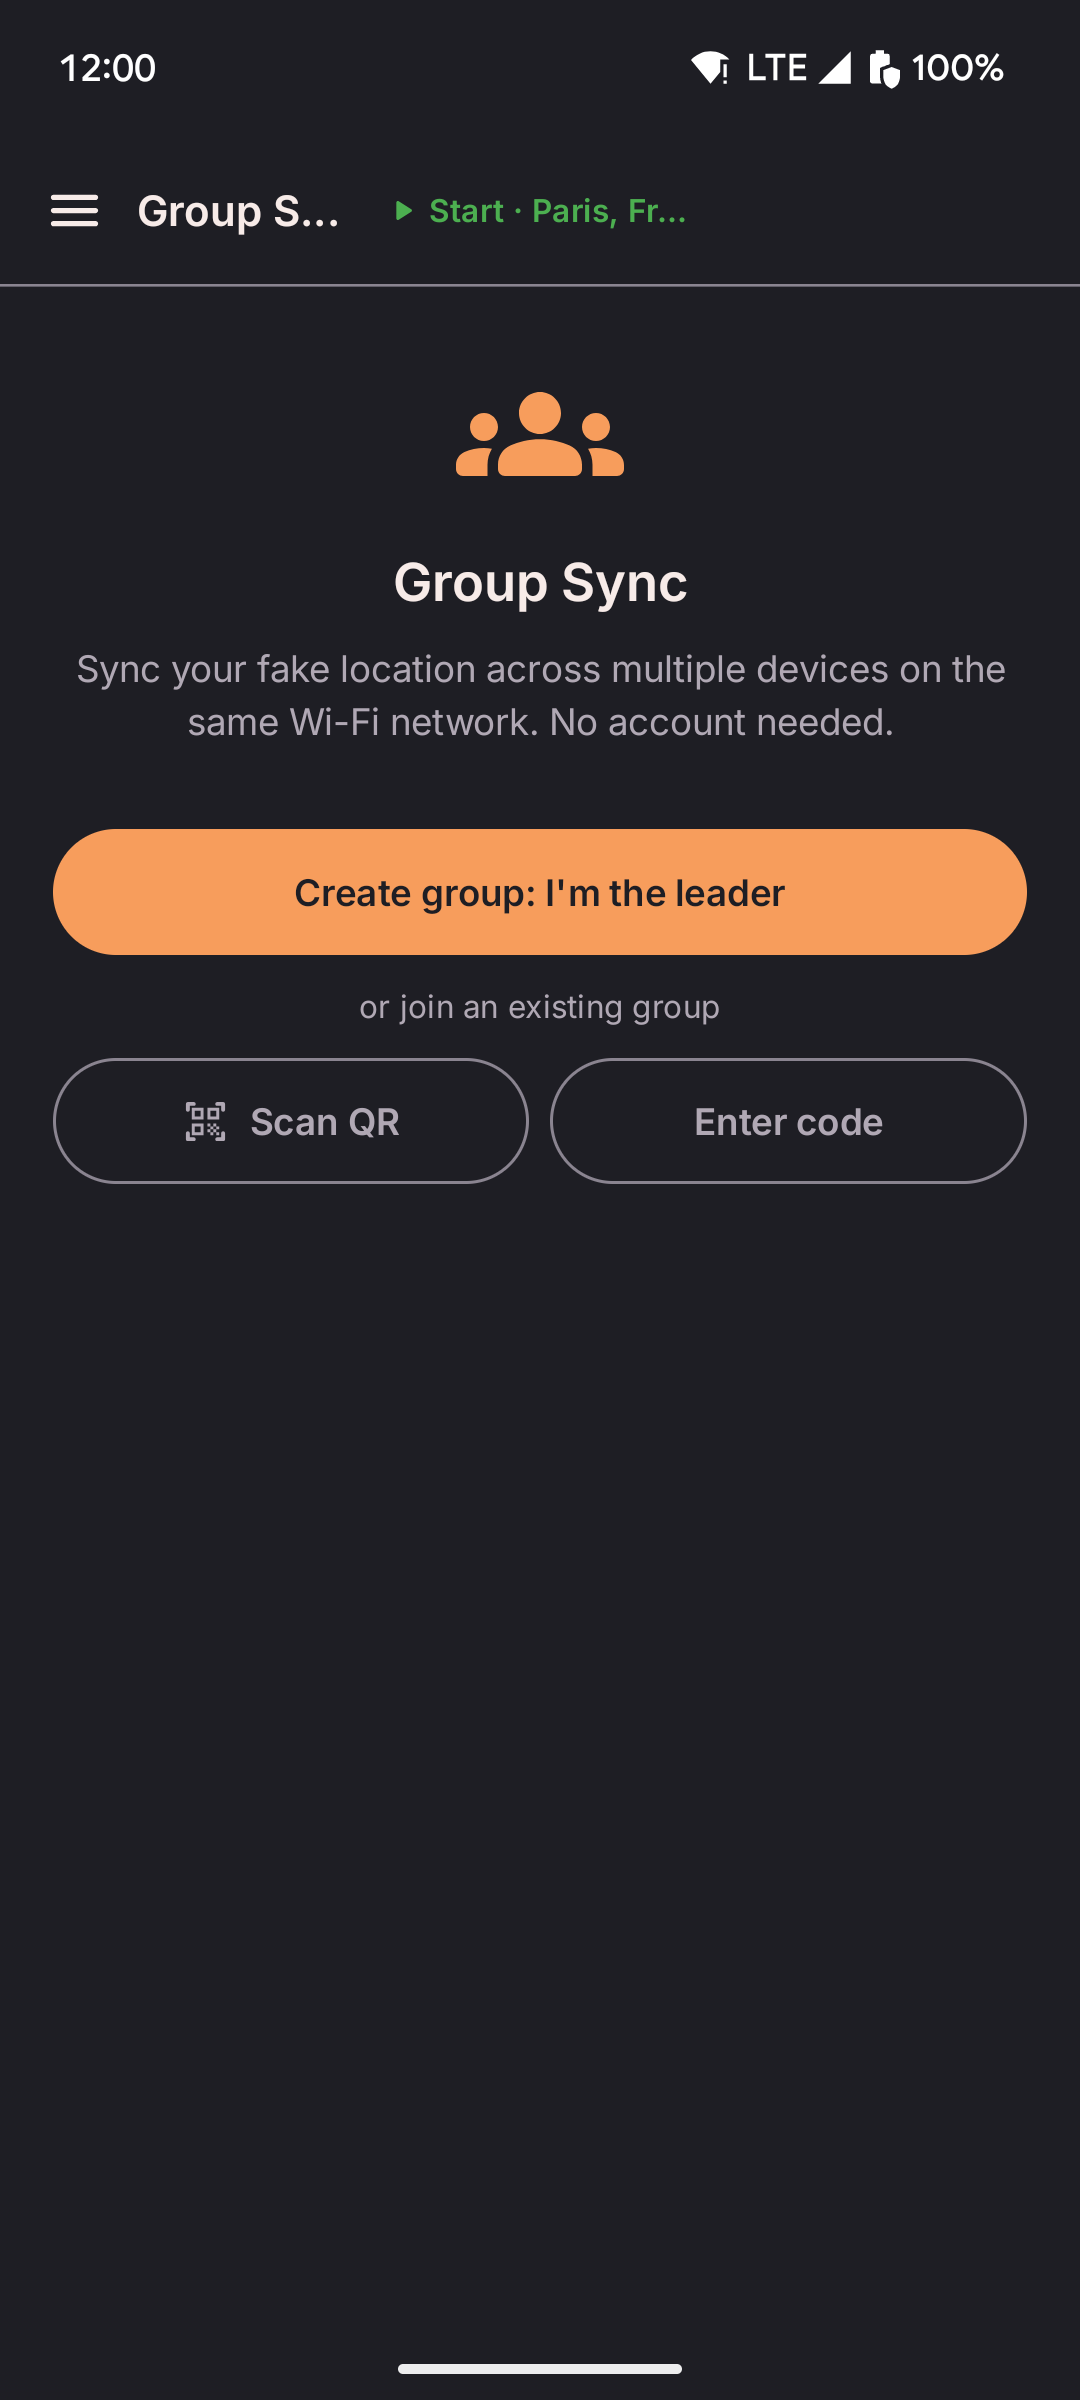 12:00
LTE
100%
Group S...
Start · Paris, Fr...
Group Sync
Sync your fake location across multiple devices on the
same Wi-Fi network. No account needed.
Create group: I'm the leader
or join an existing group
Scan QR
Enter code